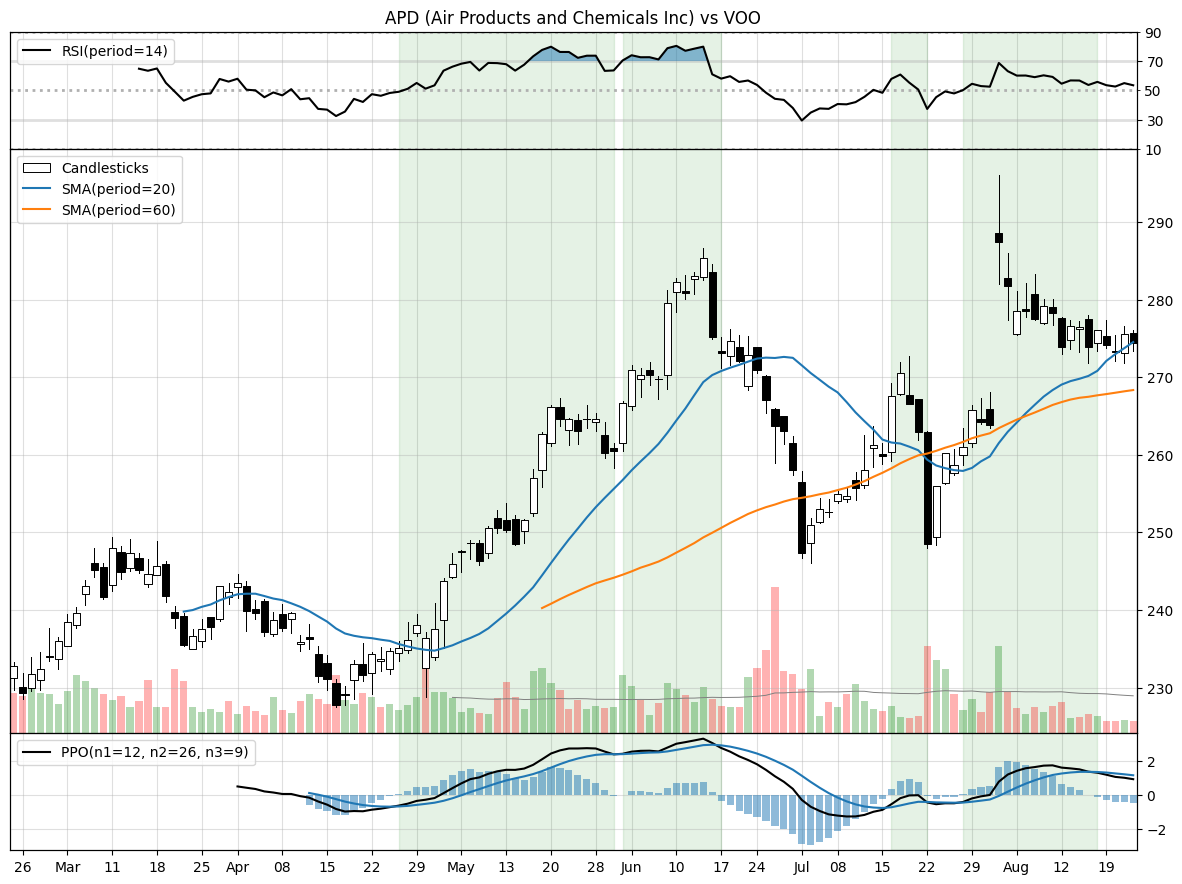 APD (Air Products and Chemicals Inc) vs VOO
RSI(period=14)
90
70
50
30
10
Candlesticks
SMA(period=20)
SMA(period=60)
290
280
270
260
250
240
230
PPO(n1=12, n2=26, n3=9)
2
0
−2
26 Mar 11 18 25 Apr 08 15 22 29 May 13 20 28 Jun 10 17 24 Jul 08 15 22 29 Aug 12 19